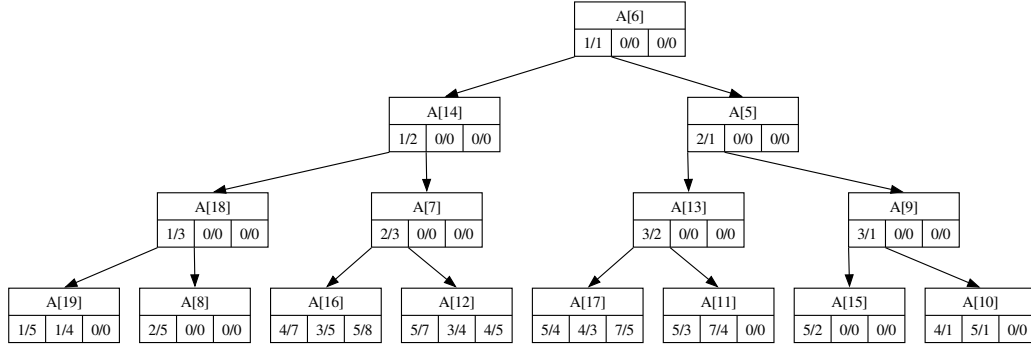 A[6]
1/1 0/0 0/0
A[14] A[5]
1/2 0/0 0/0 2/1 0/0 0/0
A[18] A[7] A[13] A[9]
1/3 0/0 0/0 2/3 0/0 0/0 3/2 0/0 0/0 3/1 0/0 0/0
A[19] A[8] A[16] A[12] A[17] A[11] A[15] A[10]
1/5 1/4 0/0 2/5 0/0 0/0 4/7 3/5 5/8 5/7 3/4 4/5 5/4 4/3 7/5 5/3 7/4 0/0 5/2 0/0 0/0 4/1 5/1 0/0